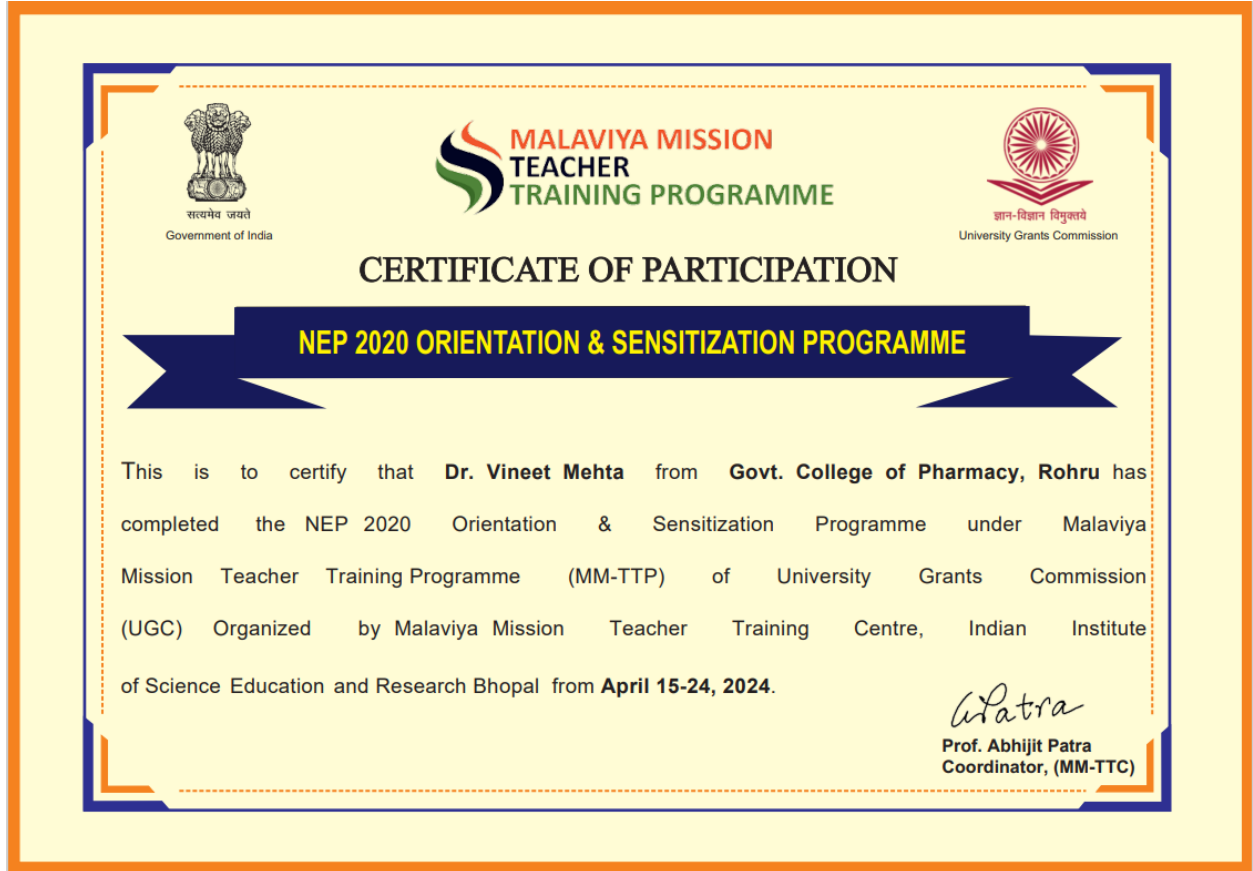 MALAVIYA MISSION
TEACHER
TRAINING PROGRAMME
सत्यमेव जयते
Government of India
ज्ञान-विज्ञान विमुक्तये
University Grants Commission
CERTIFICATE OF PARTICIPATION
NEP 2020 ORIENTATION & SENSITIZATION PROGRAMME
This is to certify that Dr. Vineet Mehta from Govt. College of Pharmacy, Rohru has
completed the NEP 2020 Orientation & Sensitization Programme under Malaviya
Mission Teacher Training Programme (MM-TTP) of University Grants Commission
(UGC) Organized by Malaviya Mission Teacher Training Centre, Indian Institute
of Science Education and Research Bhopal from April 15-24, 2024.
APatra
Prof. Abhijit Patra
Coordinator, (MM-TTC)